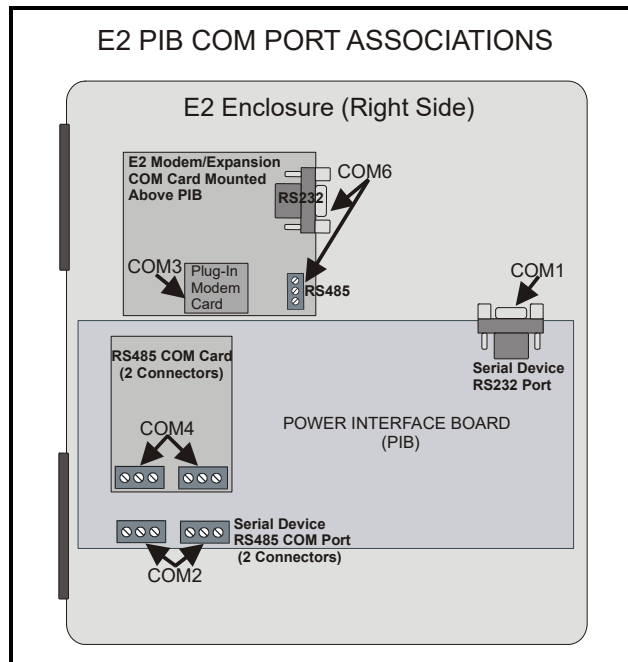 E2 PIB COM PORT ASSOCIATIONS
E2 Enclosure (Right Side)
E2 Modem/Expansion
COM Card Mounted
Above PIB
COM6
RS232
COM3
Plug-In
Modem
Card
RS485
COM1
Serial Device
RS232 Port
RS485 COM Card
(2 Connectors)
COM4
POWER INTERFACE BOARD
(PIB)
Serial Device
RS485 COM Port
(2 Connectors)
COM2